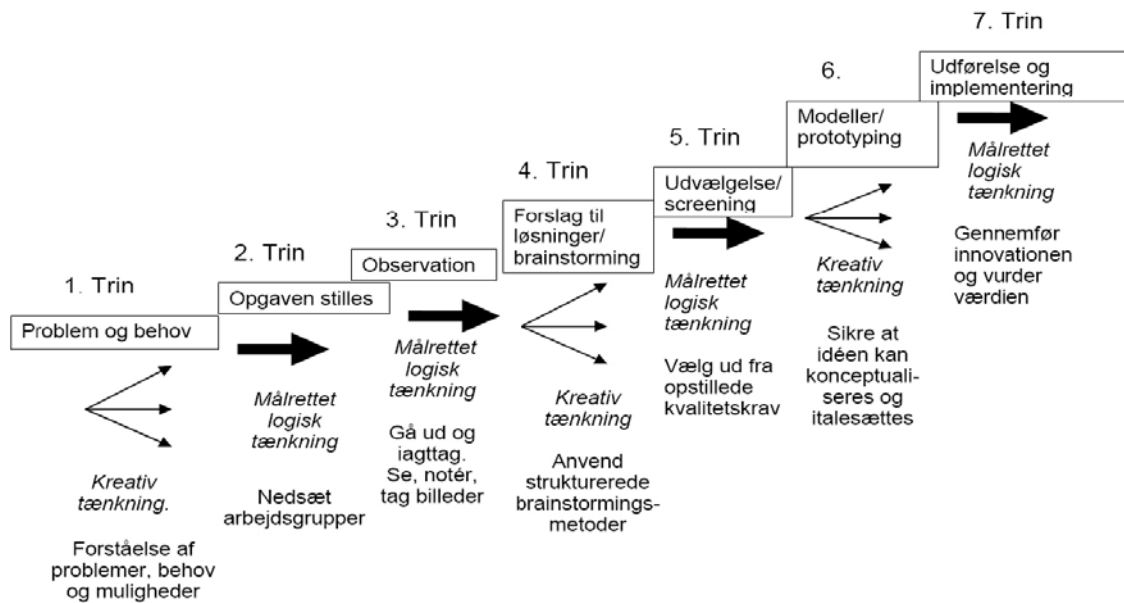 1. Trin
Problem og behov
Kreativ
tænkning.
Forståelse af
problemer, behov
og muligheder
2. Trin
Opgaven stilles
Målrettet
logisk
tænkning
Nedsæt
arbejdsgrupper
3. Trin
Observation
Målrettet
logisk
tænkning
Gå ud og
iagttag.
Se, notér,
tag billeder
4. Trin
Forslag til
løsninger/
brainstorming
Kreativ
tænkning
Anvend
strukturerede
brainstormings-
metoder
5. Trin
Udvælgelse/
screening
Målrettet
logisk
tænkning
Vælg ud fra
opstillede
kvalitetskrav
6.
Modeller/
prototyping
Kreativ
tænkning
Sikre at
idéen kan
konceptuali-
seres og
italesættes
7. Trin
Udførelse og
implementering
Målrettet
logisk
tænkning
Gennemfør
innovationen
og vurder
værdien